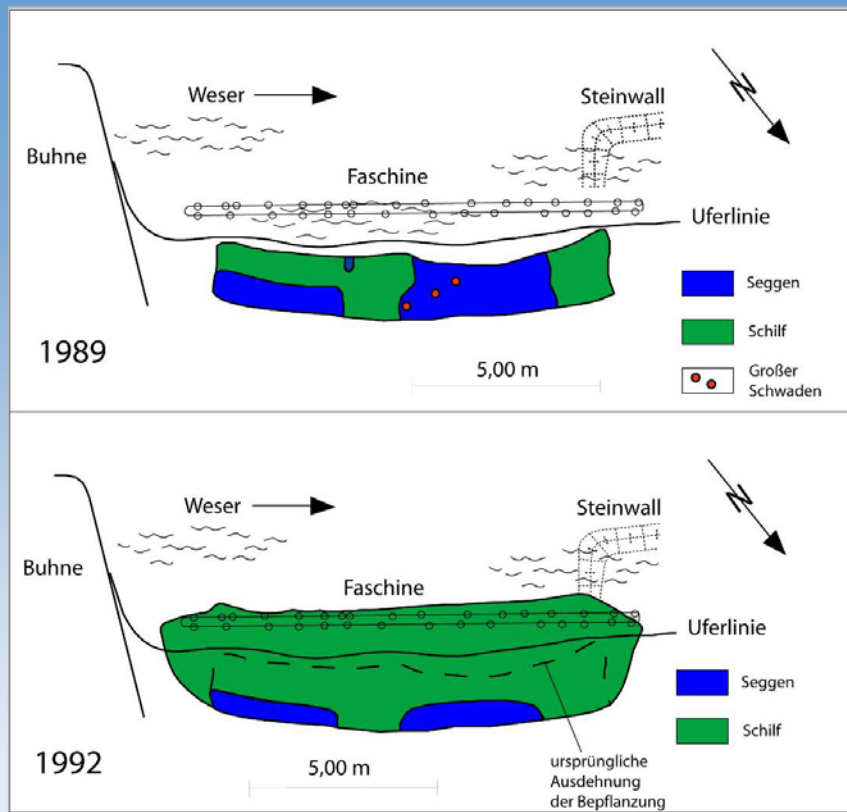 Weser
Steinwall
N
Buhne
Faschine
Uferlinie
Seggen
Schilf
Großer
Schwaden
1989
5,00 m
Weser
Steinwall
N
Buhne
Faschine
Uferlinie
Seggen
Schilf
1992
5,00 m
ursprüngliche
Ausdehnung
der Bepflanzung